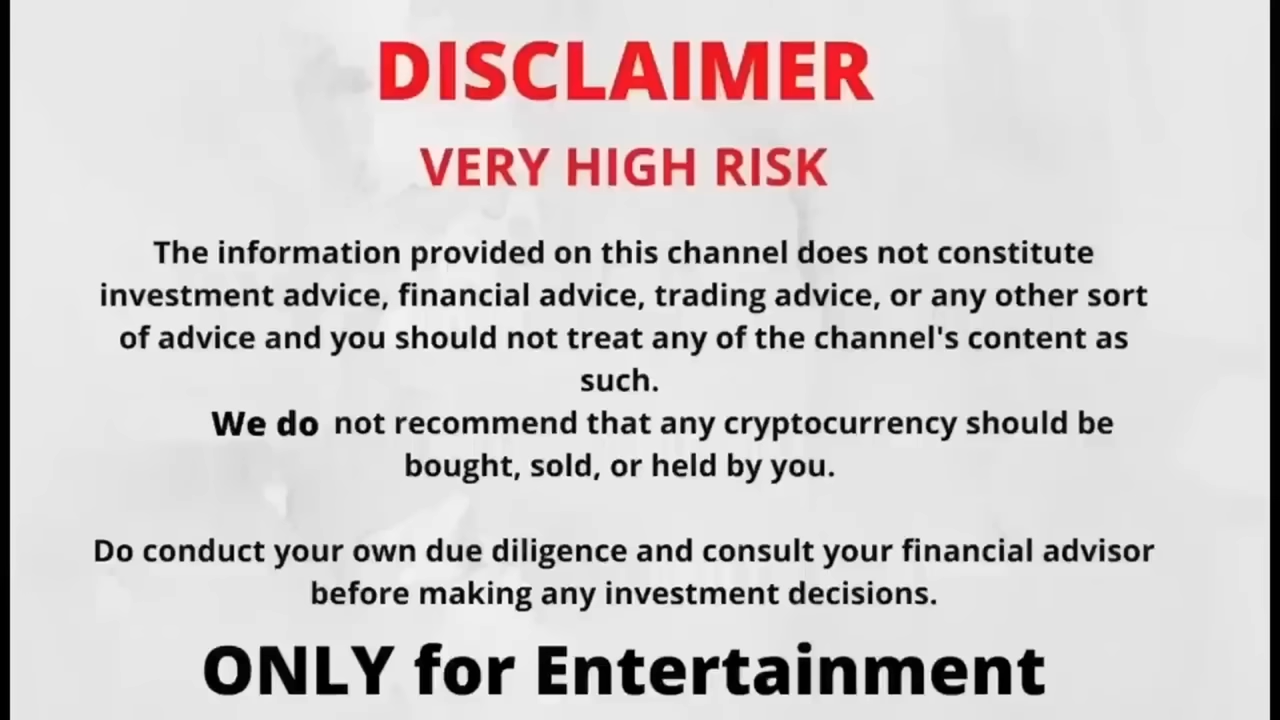 DISCLAIMER
VERY HIGH RISK
The information provided on this channel does not constitute
investment advice, financial advice, trading advice, or any other sort
of advice and you should not treat any of the channel's content as
such.
We do not recommend that any cryptocurrency should be
bought, sold, or held by you.
Do conduct your own due diligence and consult your financial advisor
before making any investment decisions.
ONLY for Entertainment